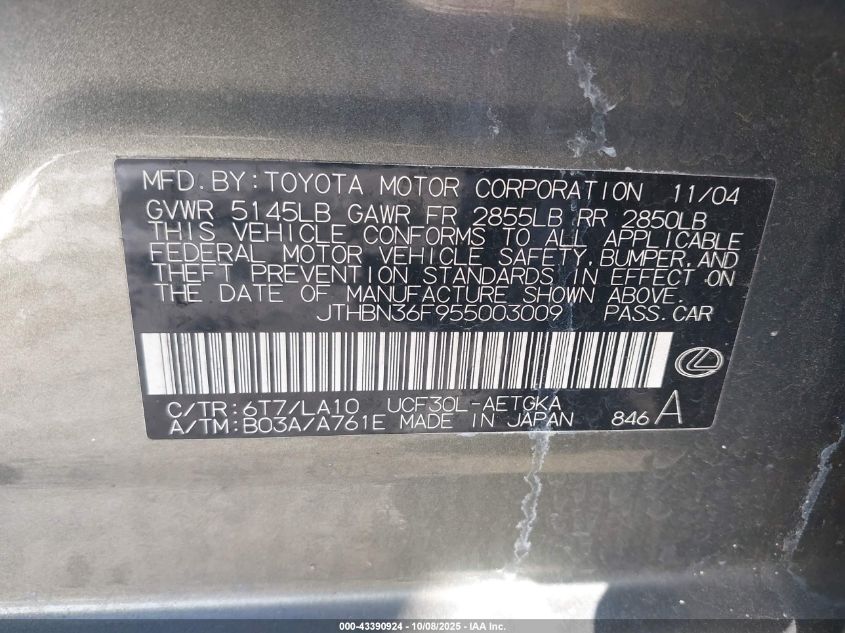 MFD.BY:TOYOTA MOTOR CORPORATION 11/04
GVWR 5145LB GAWR FR 2855LB RR 2850LB
THIS VEHICLE CONFORMS TO ALL APPLICABLE
FEDERAL MOTOR VEHICLE SAFETY,BUMPER,AND
THEFT PREVENTION STANDARDS IN EFFECT ON
THE DATE OF MANUFACTURE SHOWN ABOVE.
JTHBN36F955003009 PASS.CAR
C/TR:6T7/LA10 UCF30L-AETGKA
A/TM:B03A/A761E MADE IN JAPAN 846 A
000-43390924 - 10/08/2025 - IAA Inc.